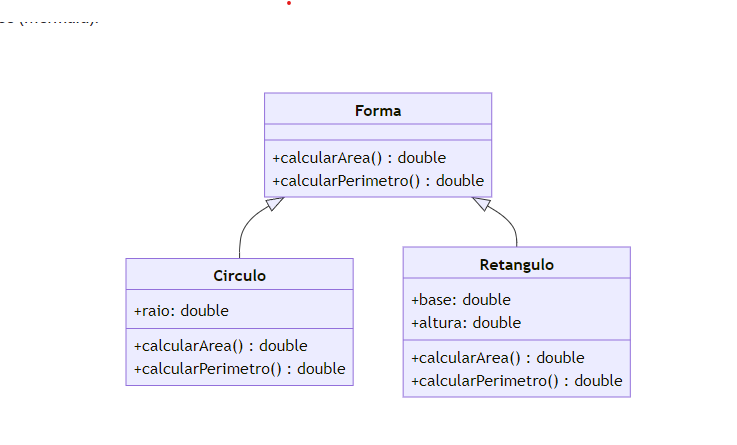 Forma
+calcularArea() : double
+calcularPerimetro() : double
Circulo
+raio: double
+calcularArea() : double
+calcularPerimetro() : double
Retangulo
+base: double
+altura: double
+calcularArea() : double
+calcularPerimetro() : double